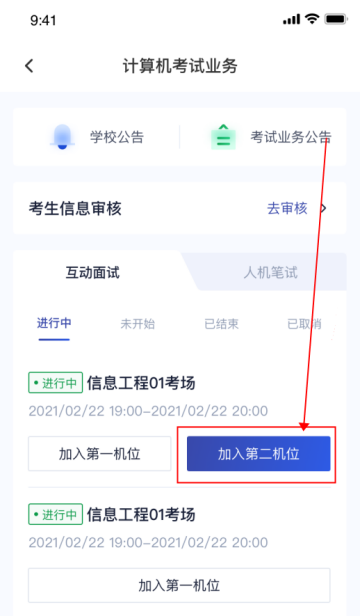 9:41
计算机考试业务
学校公告
考试业务公告
考生信息审核
去审核
互动面试
人机笔试
进行中
未开始
已结束
已取消
进行中 信息工程01考场
2021/02/22 19:00-2021/02/22 20:00
加入第一机位
加入第二机位
进行中 信息工程01考场
2021/02/22 19:00-2021/02/22 20:00
加入第一机位